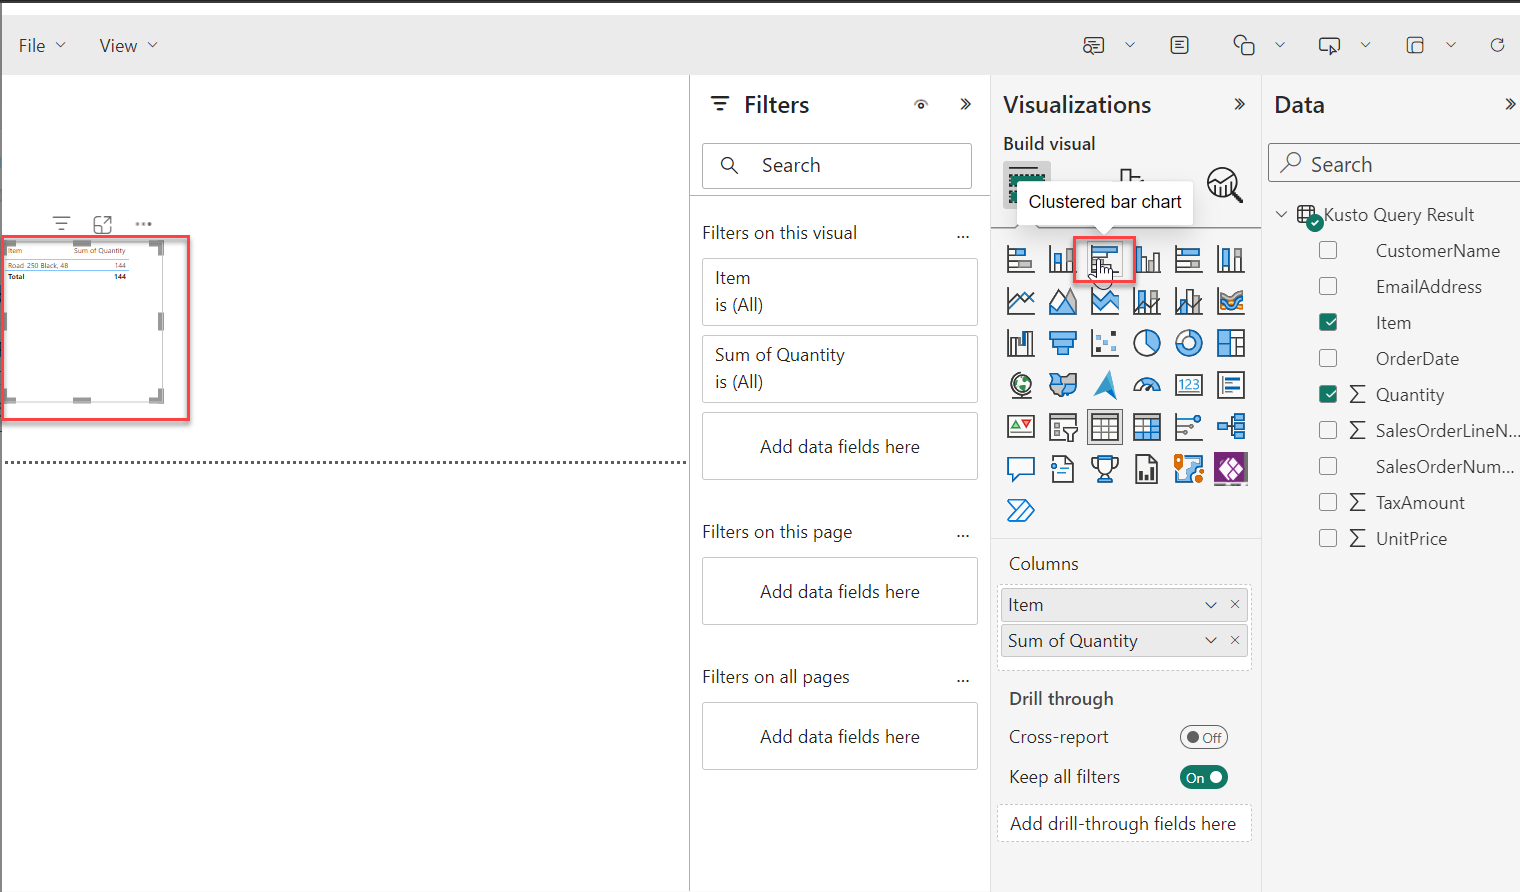 File
View
Filters
Search
Filters on this visual
...
Item
is (All)
Sum of Quantity
is (All)
Add data fields here
Filters on this page
...
Add data fields here
Filters on all pages
...
Add data fields here
Item Sum of Quantity
Road-250 Black, 48 144
Total 144
Visualizations
Build visual
Clustered bar chart
123
Columns
Item
Sum of Quantity
Drill through
Cross-report Off
Keep all filters On
Add drill-through fields here
Data
Search
Kusto Query Result
CustomerName
EmailAddress
Item
OrderDate
∑ Quantity
∑ SalesOrderLineN...
SalesOrderNum...
∑ TaxAmount
∑ UnitPrice